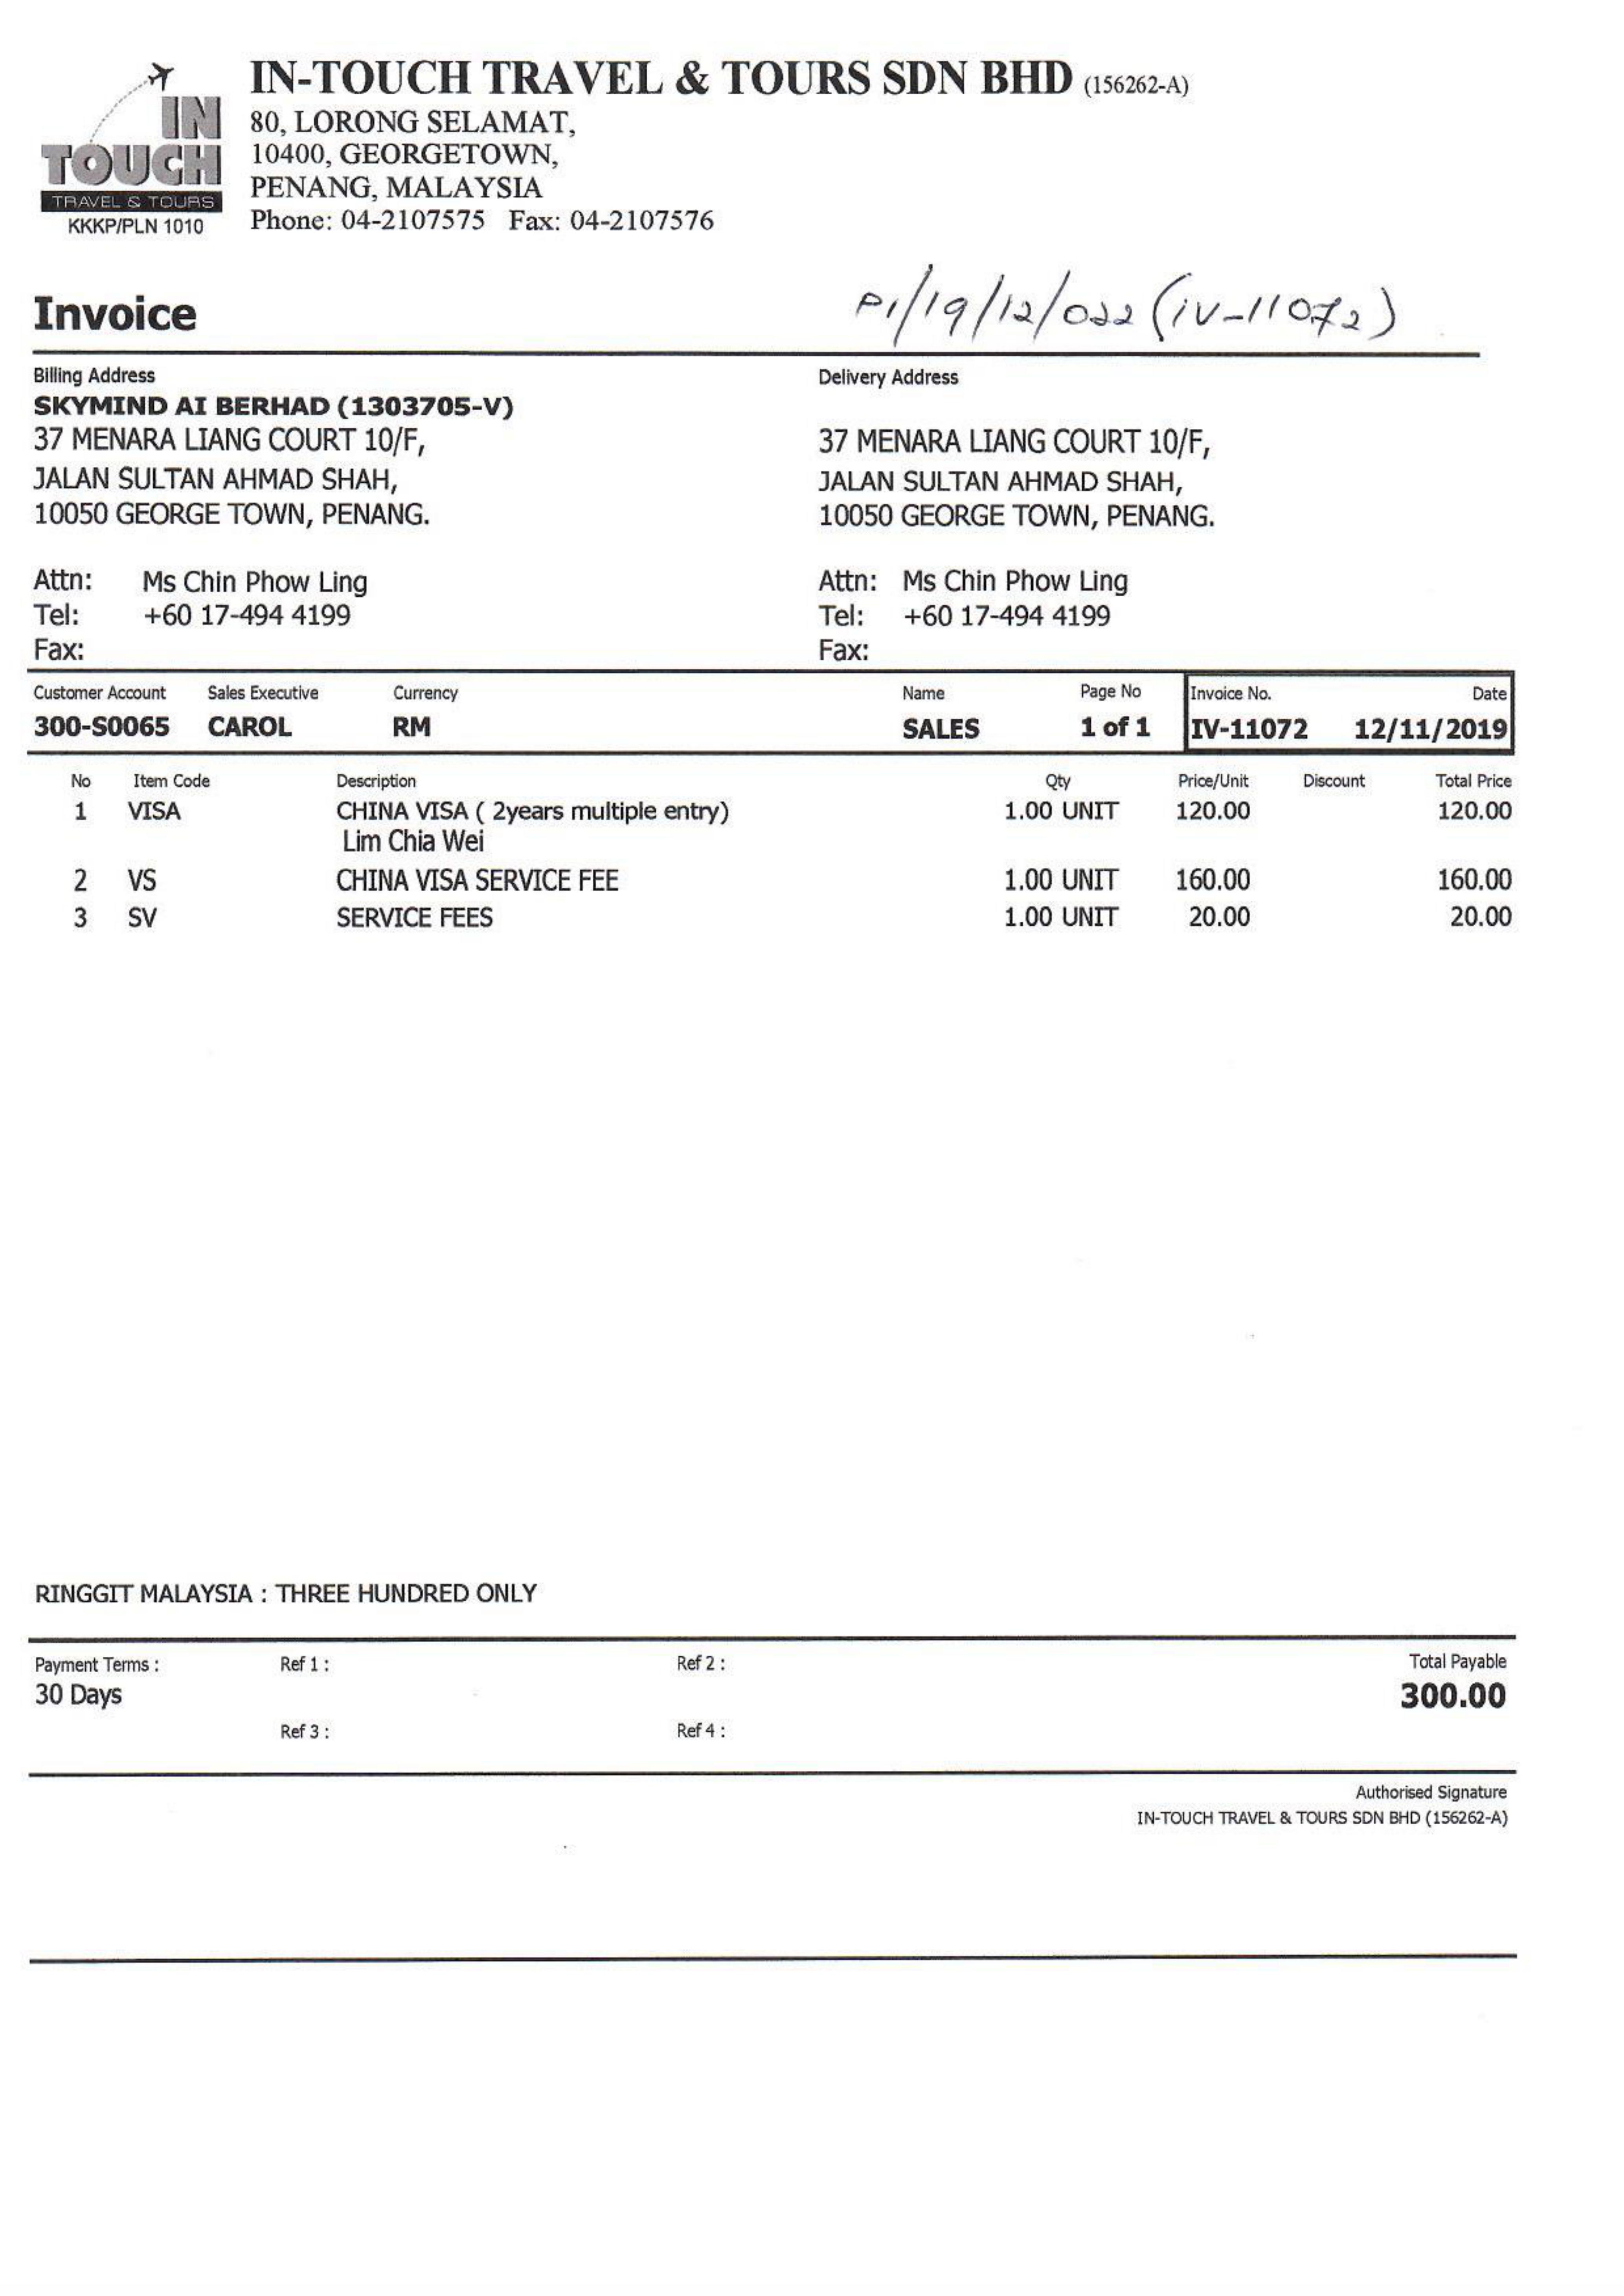 IN TOUCH
TRAVEL & TOURS
KKKP/PLN 1010
IN-TOUCH TRAVEL & TOURS SDN BHD (156262-A)
80, LORONG SELAMAT,
10400, GEORGETOWN,
PENANG, MALAYSIA
Phone: 04-2107575 Fax: 04-2107576
Invoice
PI/19/12/022 (IV-11072)
Billing Address
SKYMIND AI BERHAD (1303705-V)
37 MENARA LIANG COURT 10/F,
JALAN SULTAN AHMAD SHAH,
10050 GEORGE TOWN, PENANG.
Attn: Ms Chin Phow Ling
Tel: +60 17-494 4199
Fax:
Delivery Address
37 MENARA LIANG COURT 10/F,
JALAN SULTAN AHMAD SHAH,
10050 GEORGE TOWN, PENANG.
Attn: Ms Chin Phow Ling
Tel: +60 17-494 4199
Fax:
Customer Account Sales Executive Currency Name Page No Invoice No. Date
300-S0065 CAROL RM SALES 1 of 1 IV-11072 12/11/2019
No Item Code Description Qty Price/Unit Discount Total Price
1 VISA CHINA VISA ( 2years multiple entry) 1.00 UNIT 120.00 120.00
Lim Chia Wei
2 VS CHINA VISA SERVICE FEE 1.00 UNIT 160.00 160.00
3 SV SERVICE FEES 1.00 UNIT 20.00 20.00
RINGGIT MALAYSIA : THREE HUNDRED ONLY
Payment Terms : Ref 1 : Ref 2 : Total Payable
30 Days 300.00
Ref 3 : Ref 4 :
Authorised Signature
IN-TOUCH TRAVEL & TOURS SDN BHD (156262-A)